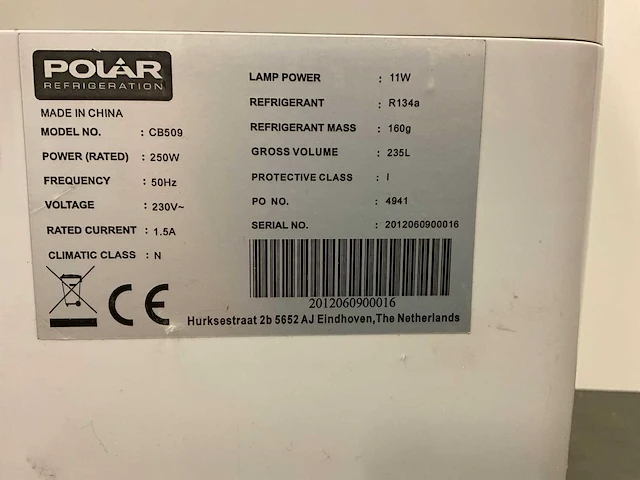 POLAR
REFRIGERATION
MADE IN CHINA
MODEL NO. : CB509
POWER (RATED) : 250W
FREQUENCY : 50Hz
VOLTAGE : 230V~
RATED CURRENT : 1.5A
CLIMATIC CLASS : N
CE
LAMP POWER : 11W
REFRIGERANT : R134a
REFRIGERANT MASS : 160g
GROSS VOLUME : 235L
PROTECTIVE CLASS : I
PO NO. : 4941
SERIAL NO. : 2012060900016
2012060900016
Hurksestraat 2b 5652 AJ Eindhoven,The Netherlands